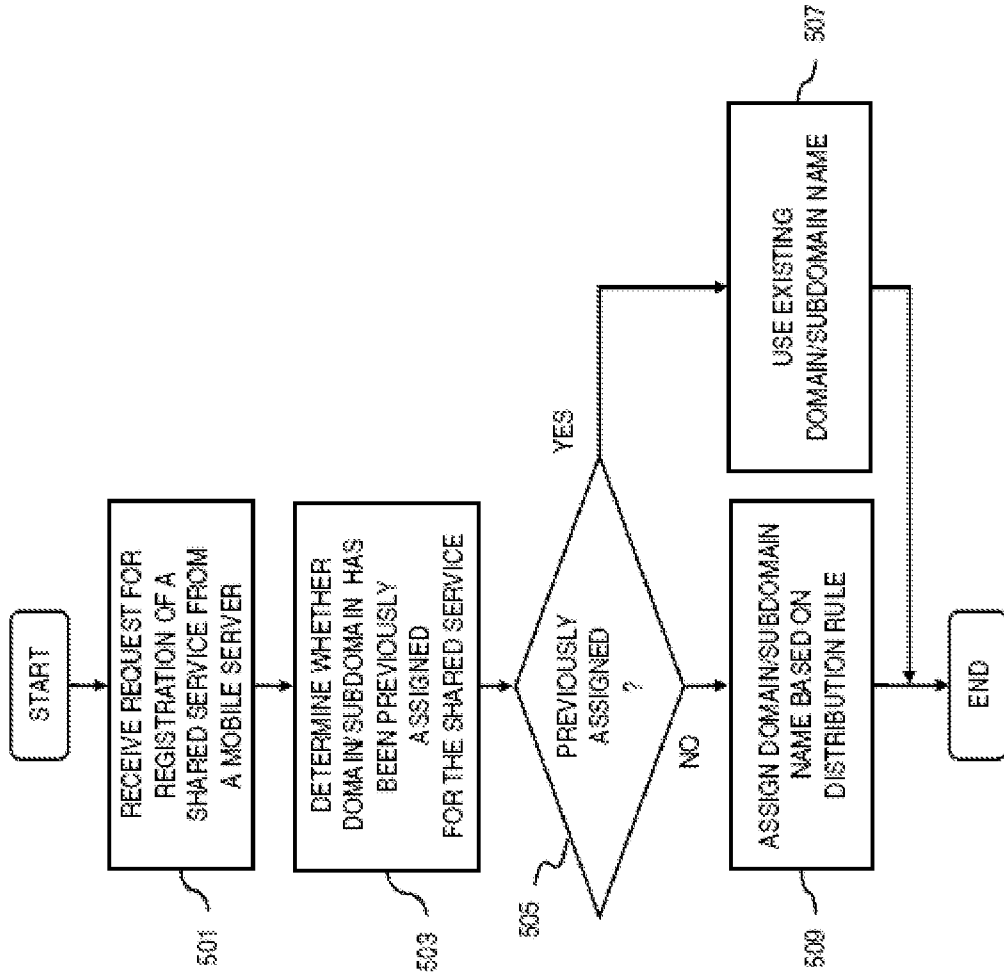 START
RECEIVE REQUEST FOR
REGISTRATION OF A
SHARED SERVICE FROM
A MOBILE SERVER
501
DETERMINE WHETHER
DOMAIN/SUBDOMAIN HAS
BEEN PREVIOUSLY
ASSIGNED
FOR THE SHARED SERVICE
503
PREVIOUSLY
ASSIGNED
?
505
YES
NO
USE EXISTING
DOMAIN/SUBDOMAIN NAME
507
ASSIGN DOMAIN/SUBDOMAIN
NAME BASED ON
DISTRIBUTION RULE
509
END